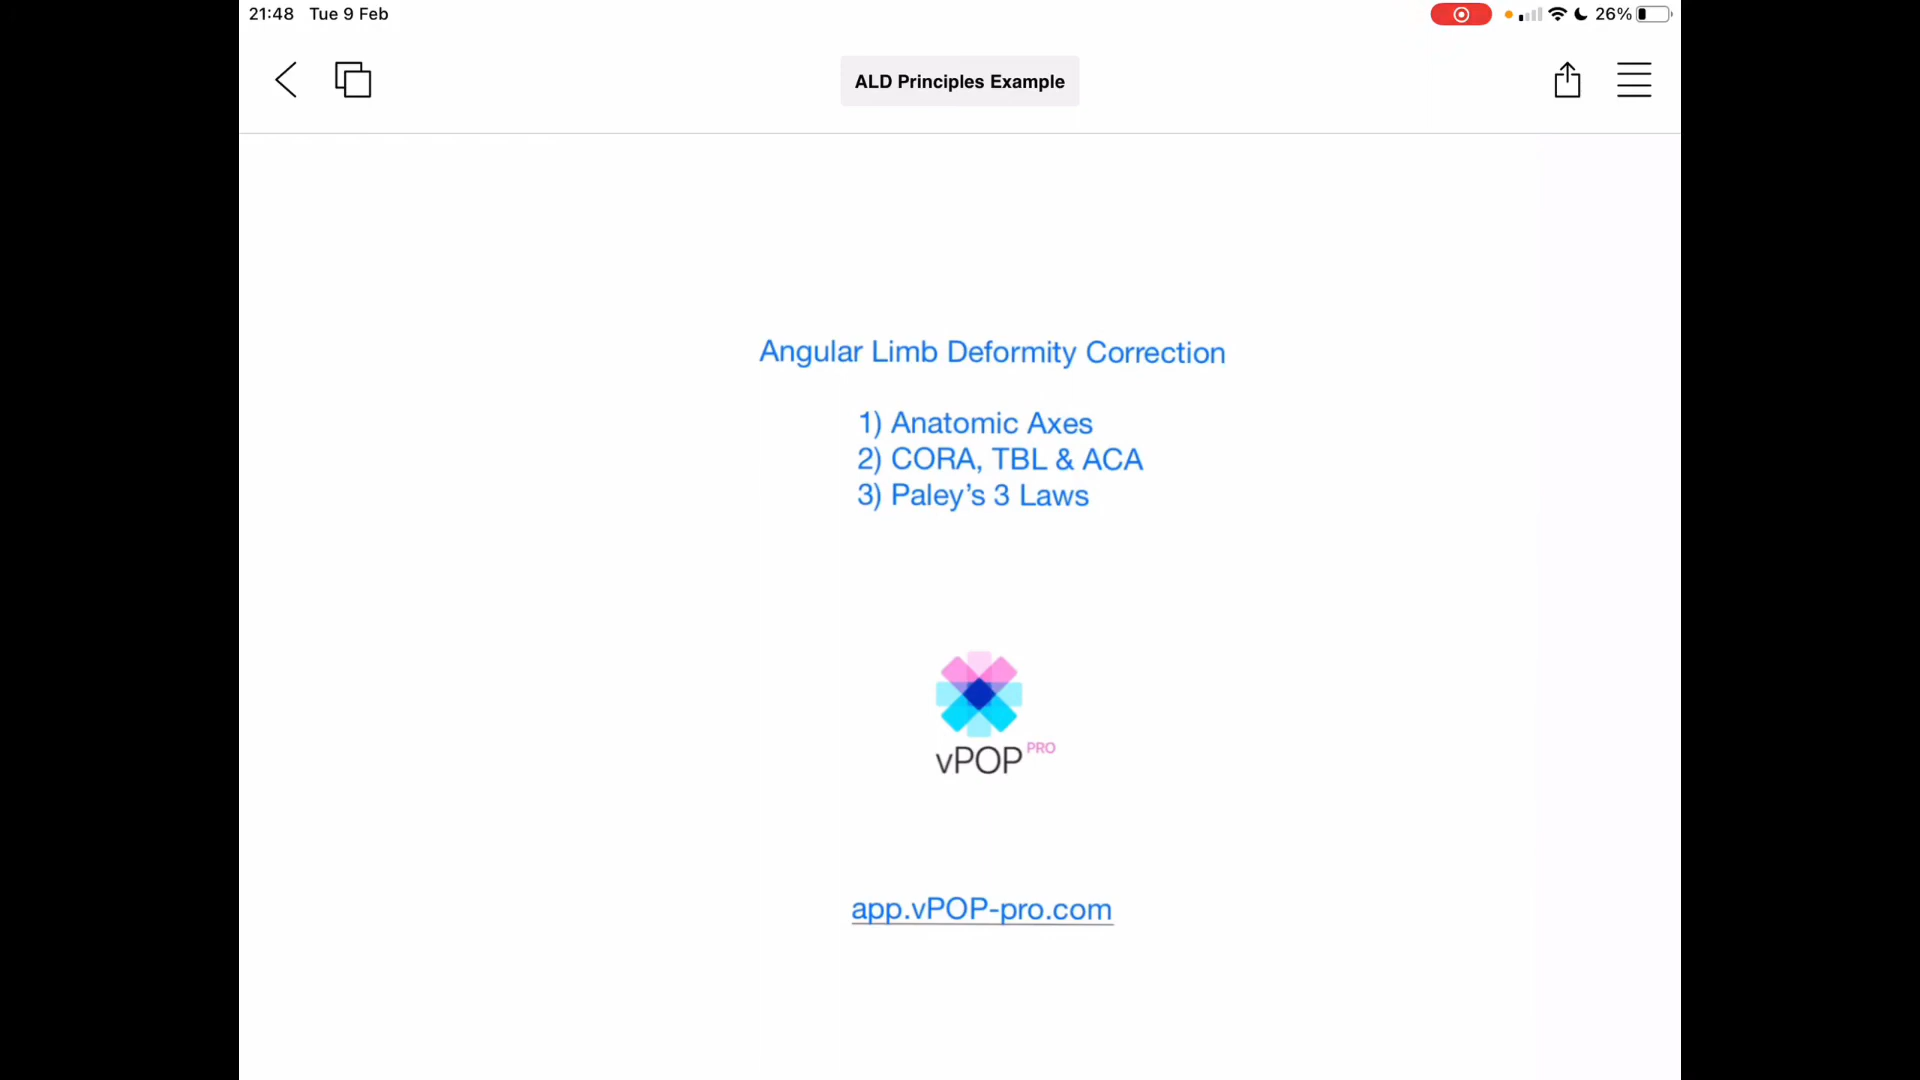 21:48 Tue 9 Feb
26%
ALD Principles Example
Angular Limb Deformity Correction
1) Anatomic Axes
2) CORA, TBL & ACA
3) Paley’s 3 Laws
vPOP PRO
app.vPOP-pro.com